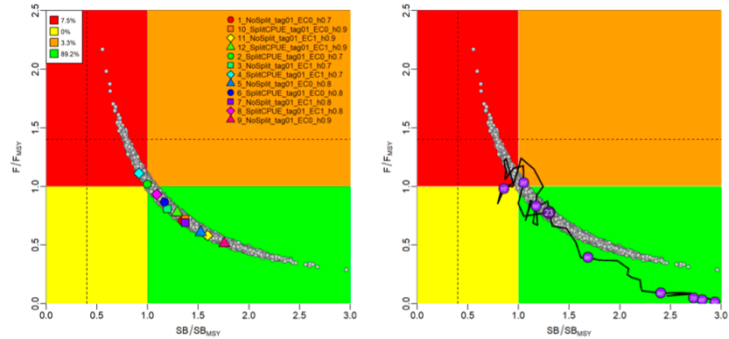 2.5
2.0
1.5
1.0
0.5
0.0
F/F_MSY
7.5%
0%
3.3%
89.2%
1_NoSplit_tag01_EC0_h0.7
10_SplitCPUE_tag01_EC0_h0.9
11_NoSplit_tag01_EC1_h0.9
12_SplitCPUE_tag01_EC1_h0.9
2_SplitCPUE_tag01_EC0_h0.7
3_NoSplit_tag01_EC1_h0.7
4_SplitCPUE_tag01_EC1_h0.7
5_NoSplit_tag01_EC0_h0.8
6_SplitCPUE_tag01_EC0_h0.8
7_NoSplit_tag01_EC1_h0.8
8_SplitCPUE_tag01_EC1_h0.8
9_NoSplit_tag01_EC0_h0.9
0.0 0.5 1.0 1.5 2.0 2.5 3.0
SB/SB_MSY
2.5
2.0
1.5
1.0
0.5
0.0
F/F_MSY
0.0 0.5 1.0 1.5 2.0 2.5 3.0
SB/SB_MSY